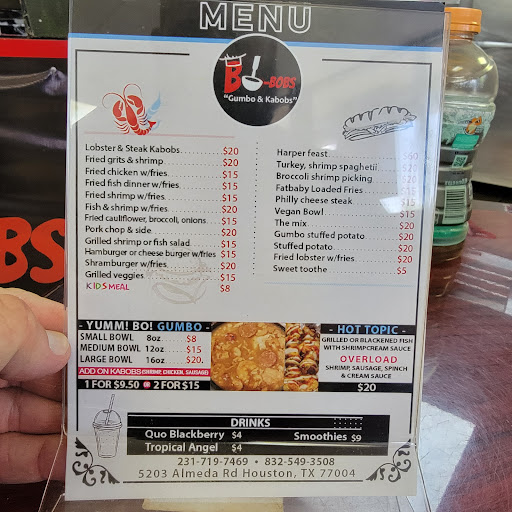 MENU
BO-BOBS
"Gumbo & Kabobs"
Lobster & Steak Kabobs $20
Fried grits & shrimp $20
Fried chicken w/fries $15
Fried fish dinner w/fries $15
Fried shrimp w/fries $15
Fish & shrimp w/fries $20
Fried cauliflower, broccoli, onions $15
Pork chop & side $20
Grilled shrimp or fish salad $15
Hamburger or cheese burger w/fries $15
Shramburger w/fries $20
Grilled veggies $15
KIDS MEAL $8
Harper feast $60
Turkey, shrimp spaghetii $20
Broccoli shrimp picking $20
Fatbaby Loaded Fries $15
Philly cheese steak $15
Vegan Bowl $15
The mix $20
Gumbo stuffed potato $20
Stuffed potato $20
Fried lobster w/fries $20
Sweet toothe $5
- YUMM! BO! GUMBO -
SMALL BOWL 8oz $8
MEDIUM BOWL 12oz $15
LARGE BOWL 16oz $20.
ADD ON KABOBS (SHRIMP, CHICKEN, SAUSAGE)
1 FOR $9.50 OR 2 FOR $15
- HOT TOPIC -
GRILLED OR BLACKENED FISH
WITH SHRIMPCREAM SAUCE
OVERLOAD
SHRIMP, SAUSAGE, SPINCH
& CREAM SAUCE
$20
DRINKS
Quo Blackberry $4
Tropical Angel $4
Smoothies $9
231-719-7469 • 832-549-3508
5203 Almeda Rd Houston, TX 77004
BS